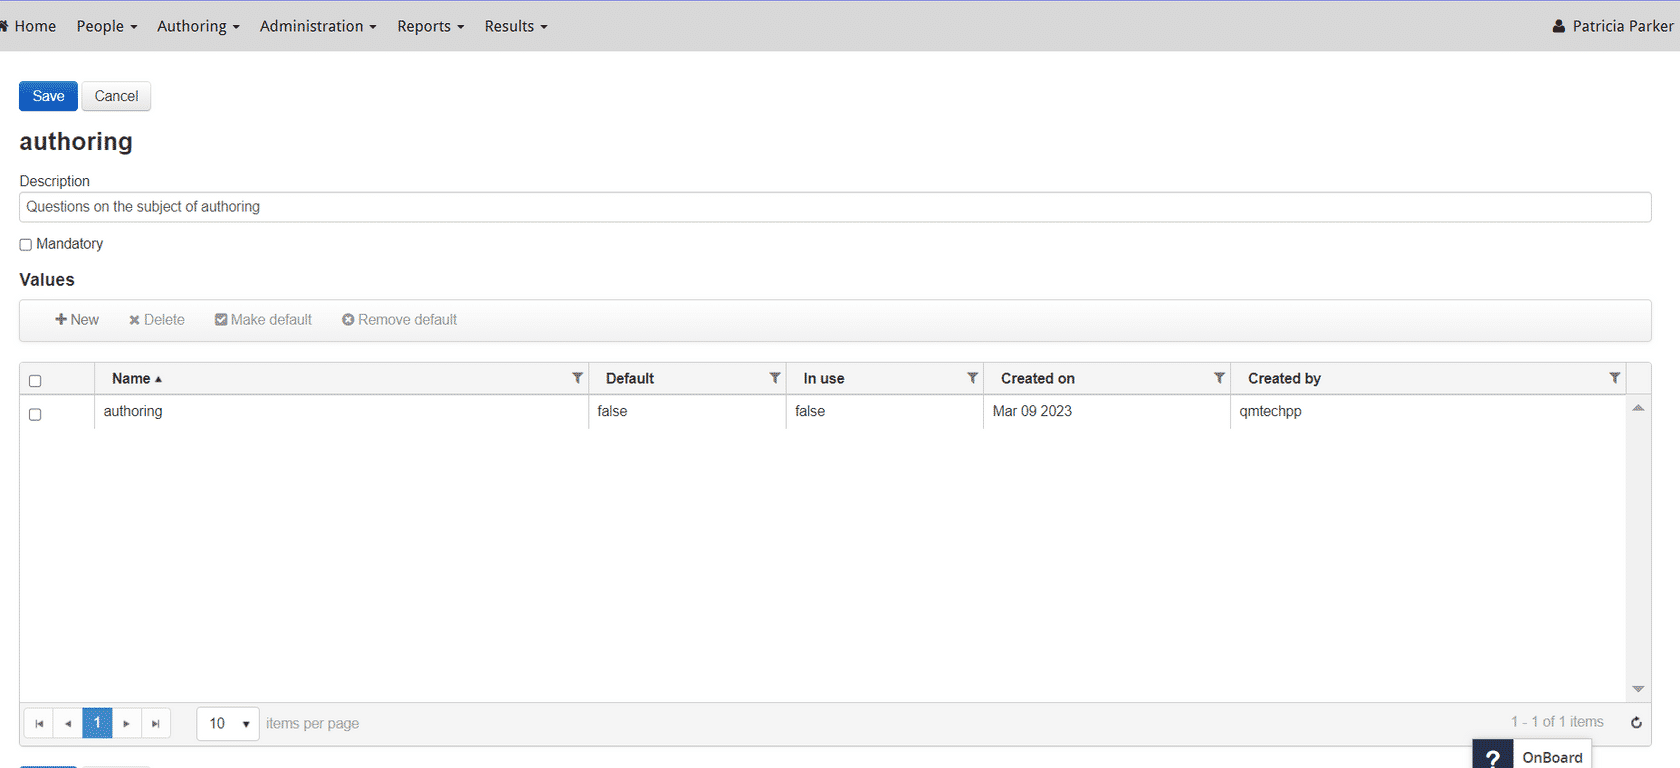 Home People Authoring Administration Reports Results Patricia Parker
Save Cancel
authoring
Description
Questions on the subject of authoring
Mandatory
Values
New Delete Make default Remove default
Name Default In use Created on Created by
authoring false false Mar 09 2023 qmtechpp
1 10 items per page 1 - 1 of 1 items
? OnBoard